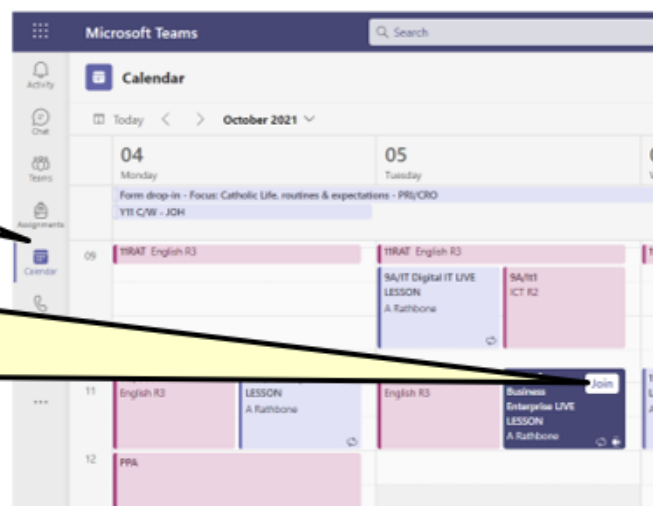 Microsoft Teams
Search
Activity
Chat
Teams
Assignments
Calendar
Calendar
Today
October 2021
04
Monday
05
Tuesday
Form drop-in - Focus: Catholic Life, routines & expectations - PRI/CRO
Y11 C/W - JOH
09
11RAT English R3
11RAT English R3
9A/IT Digital IT LIVE
LESSON
A Rathbone
9A/It1
ICT R2
11
English R3
LESSON
A Rathbone
English R3
Join
Business
Enterprise LIVE
LESSON
A Rathbone
12
PPA